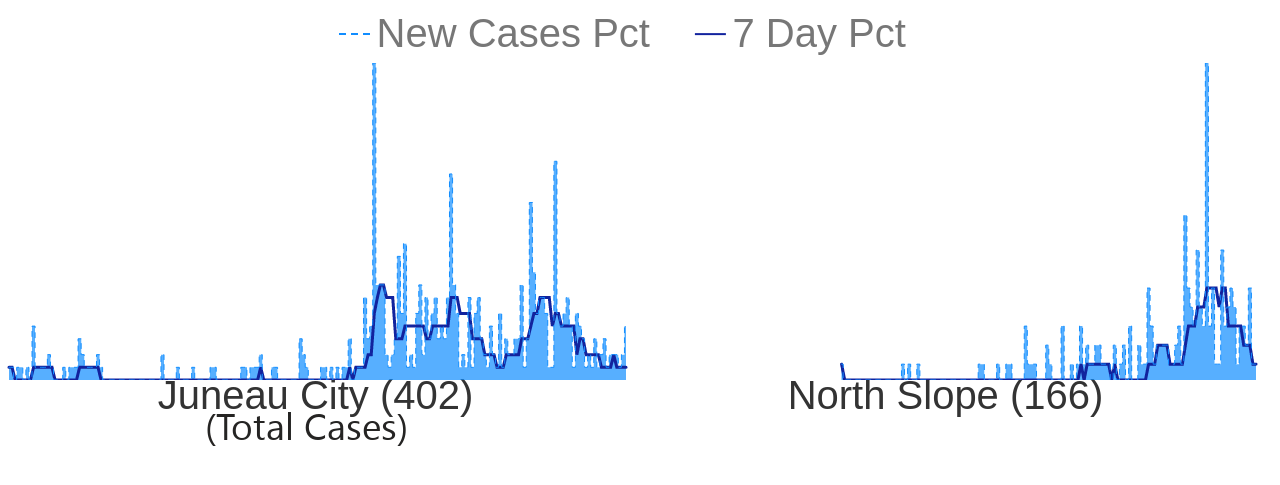 New Cases Pct 7 Day Pct
Juneau City (402) North Slope (166)
(Total Cases)